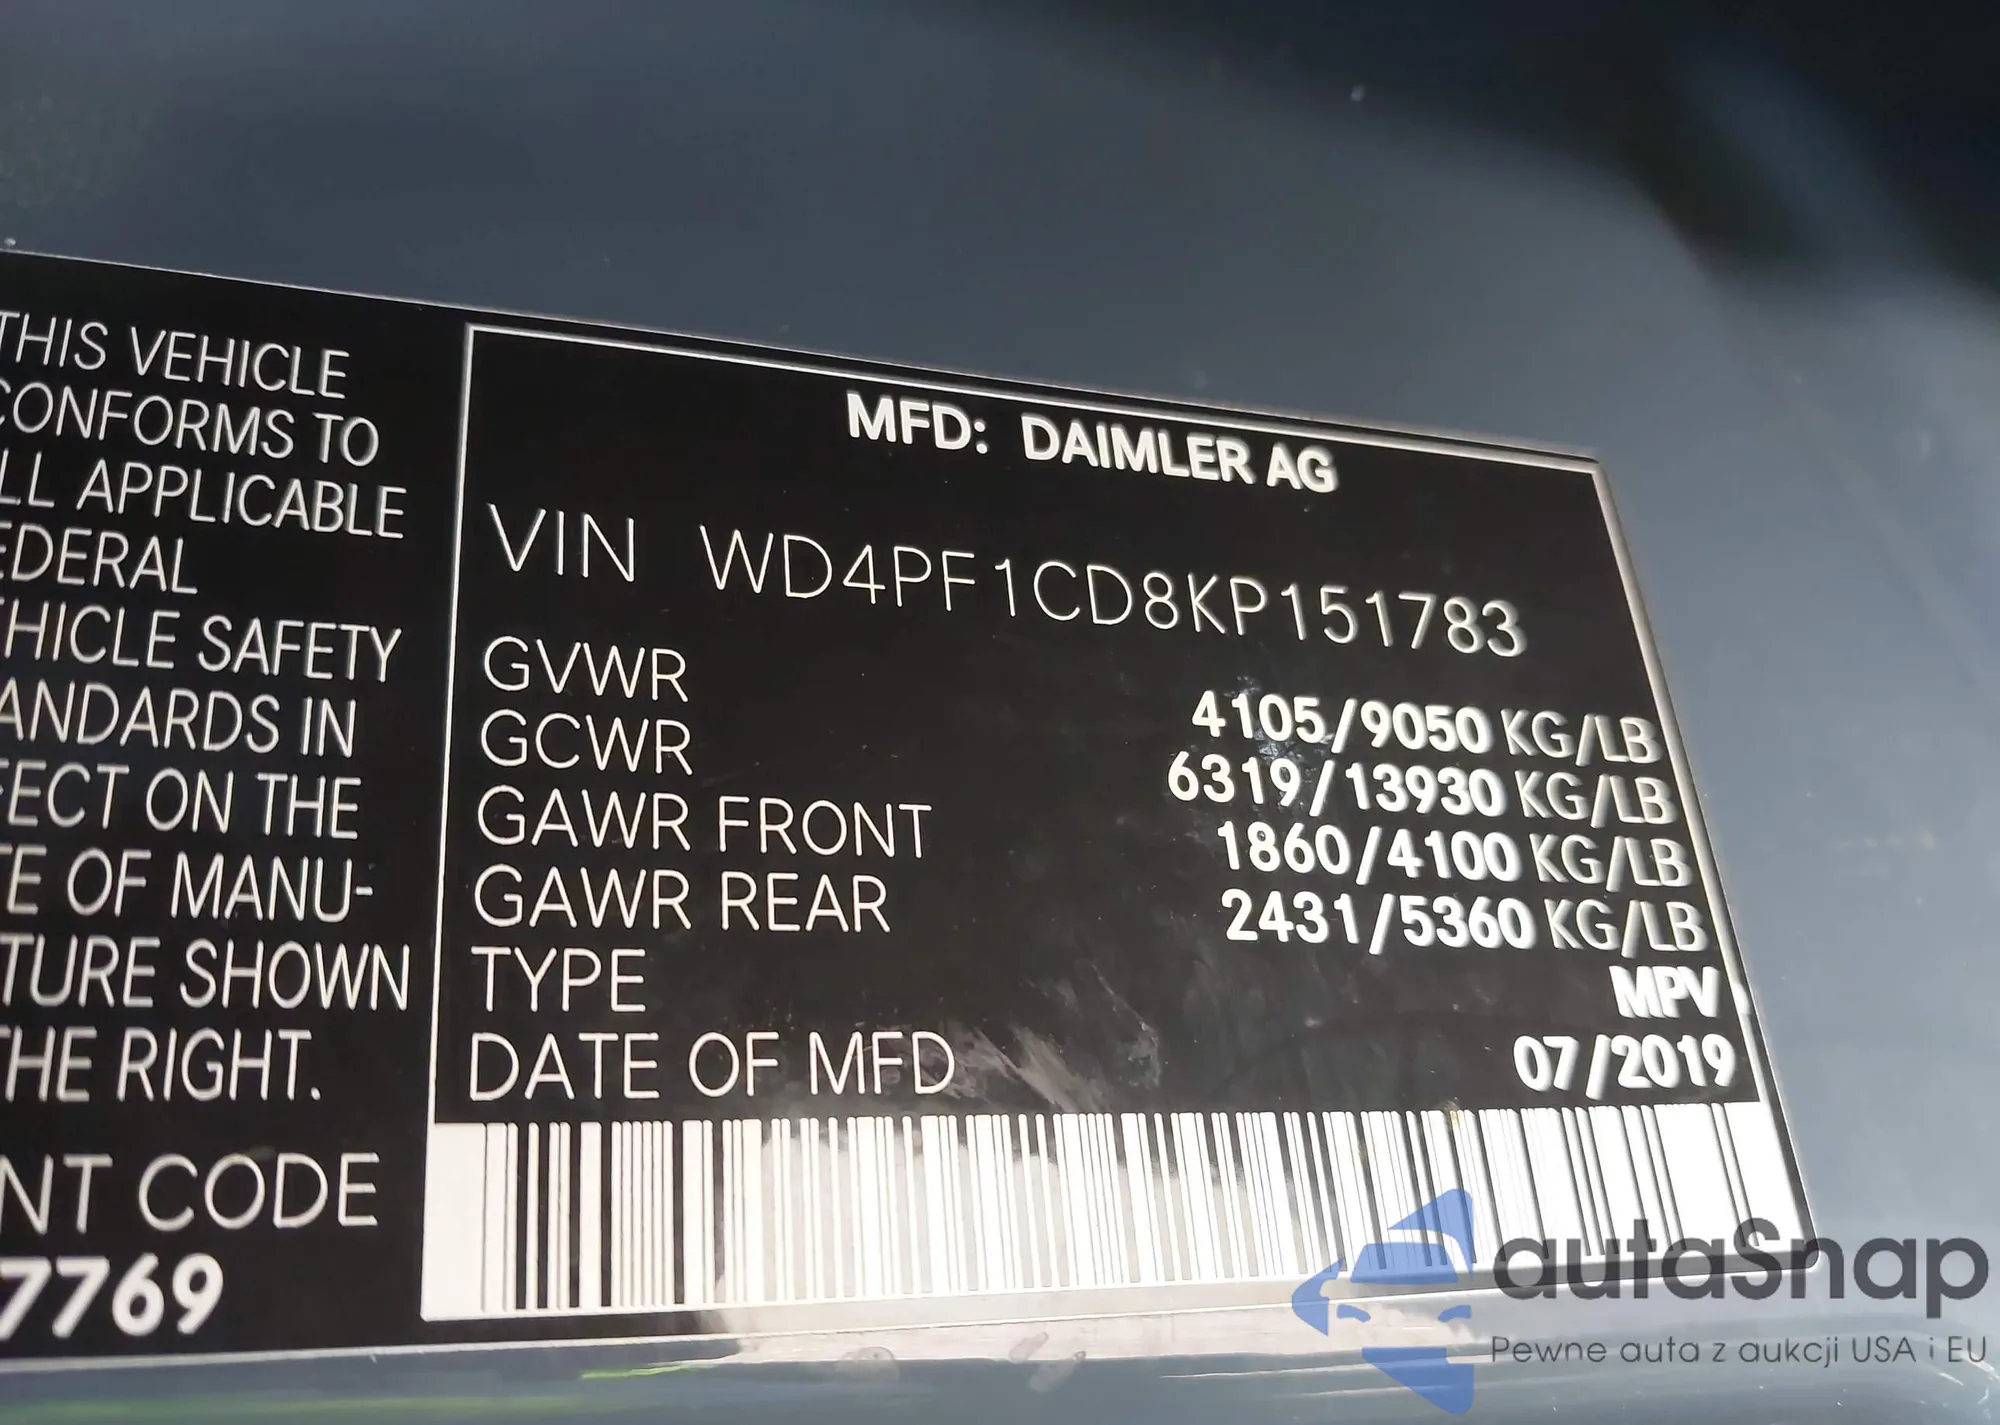 THIS VEHICLE
CONFORMS TO
LL APPLICABLE
EDERAL
EHICLE SAFETY
ANDARDS IN
FECT ON THE
TE OF MANU-
TURE SHOWN
THE RIGHT.
NT CODE
7769
MFD: DAIMLER AG
VIN WD4PF1CD8KP151783
GVWR 4105/9050 KG/LB
GCWR 6319/13930 KG/LB
GAWR FRONT 1860/4100 KG/LB
GAWR REAR 2431/5360 KG/LB
TYPE MPV
DATE OF MFD 07/2019
autaSnap
Pewne auta z aukcji USA i EU